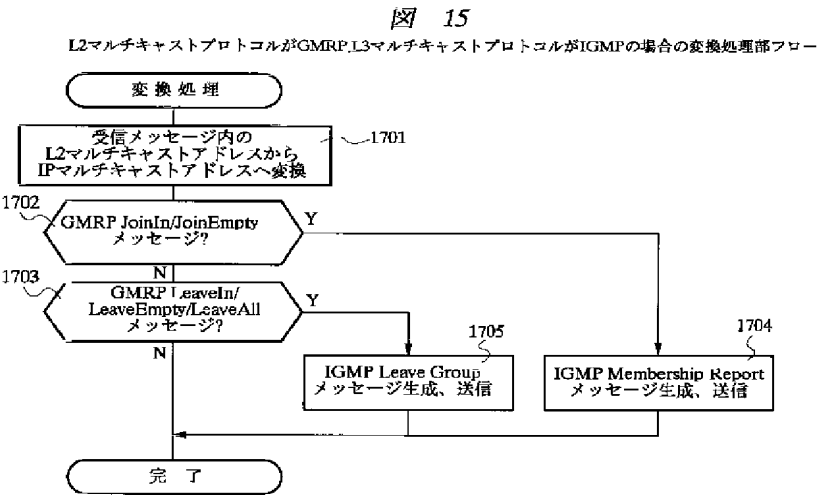 図 15
L2マルチキャストプロトコルがGMRP,L3マルチキャストプロトコルがIGMPの場合の変換処理部フロー
変換処理
受信メッセージ内の
L2マルチキャストアドレスから
IPマルチキャストアドレスへ変換
1701
1702
GMRP JoinIn/JoinEmpty
メッセージ?
Y
N
1703
GMRP LeaveIn/
LeaveEmpty/LeaveAll
メッセージ?
Y
N
1705
IGMP Leave Group
メッセージ生成、送信
1704
IGMP Membership Report
メッセージ生成、送信
完 了